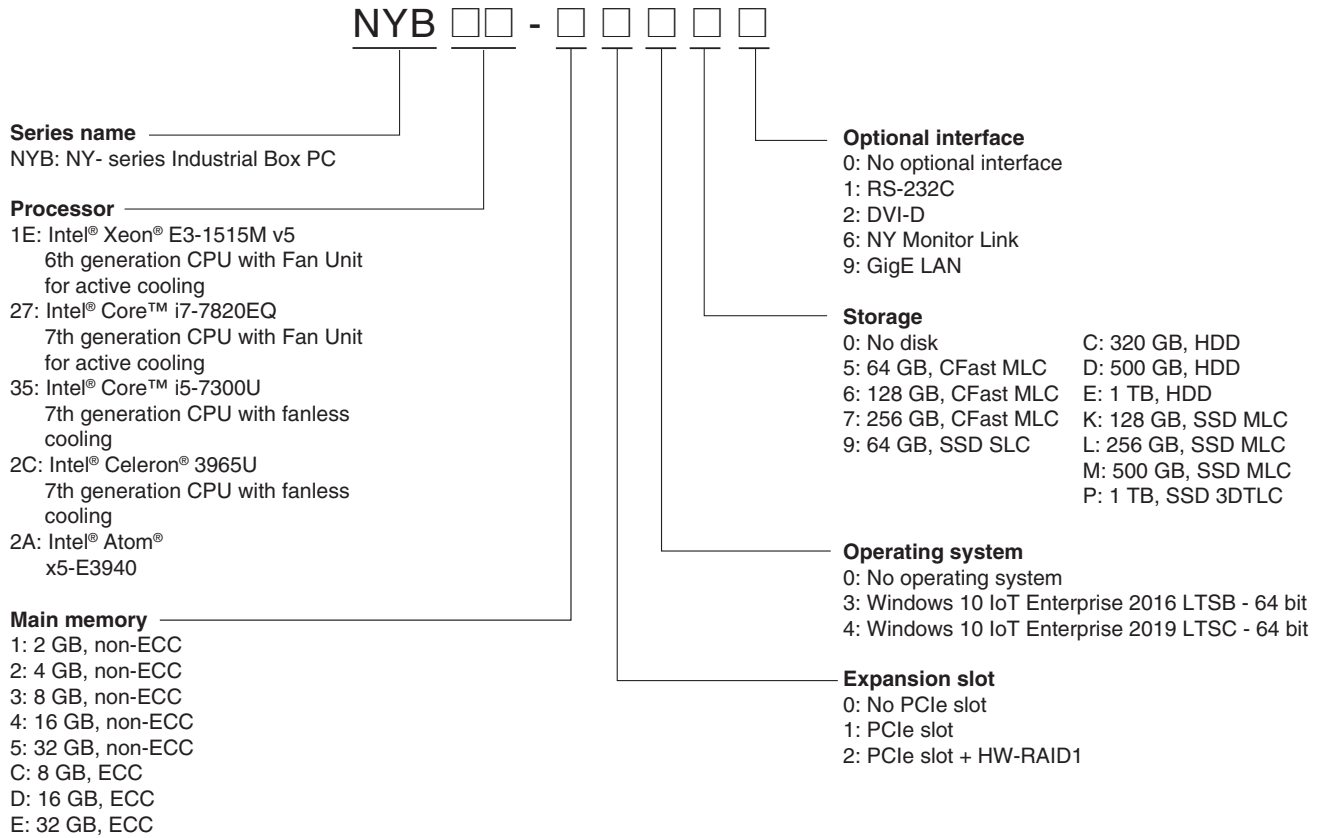 NYB □□ - □ □ □ □ □
Series name
NYB: NY- series Industrial Box PC
Processor
1E: Intel® Xeon® E3-1515M v5
6th generation CPU with Fan Unit
for active cooling
27: Intel® Core™ i7-7820EQ
7th generation CPU with Fan Unit
for active cooling
35: Intel® Core™ i5-7300U
7th generation CPU with fanless
cooling
2C: Intel® Celeron® 3965U
7th generation CPU with fanless
cooling
2A: Intel® Atom®
x5-E3940
Main memory
1: 2 GB, non-ECC
2: 4 GB, non-ECC
3: 8 GB, non-ECC
4: 16 GB, non-ECC
5: 32 GB, non-ECC
C: 8 GB, ECC
D: 16 GB, ECC
E: 32 GB, ECC
Optional interface
0: No optional interface
1: RS-232C
2: DVI-D
6: NY Monitor Link
9: GigE LAN
Storage
0: No disk
5: 64 GB, CFast MLC
6: 128 GB, CFast MLC
7: 256 GB, CFast MLC
9: 64 GB, SSD SLC
C: 320 GB, HDD
D: 500 GB, HDD
E: 1 TB, HDD
K: 128 GB, SSD MLC
L: 256 GB, SSD MLC
M: 500 GB, SSD MLC
P: 1 TB, SSD 3DTLC
Operating system
0: No operating system
3: Windows 10 IoT Enterprise 2016 LTSB - 64 bit
4: Windows 10 IoT Enterprise 2019 LTSC - 64 bit
Expansion slot
0: No PCIe slot
1: PCIe slot
2: PCIe slot + HW-RAID1